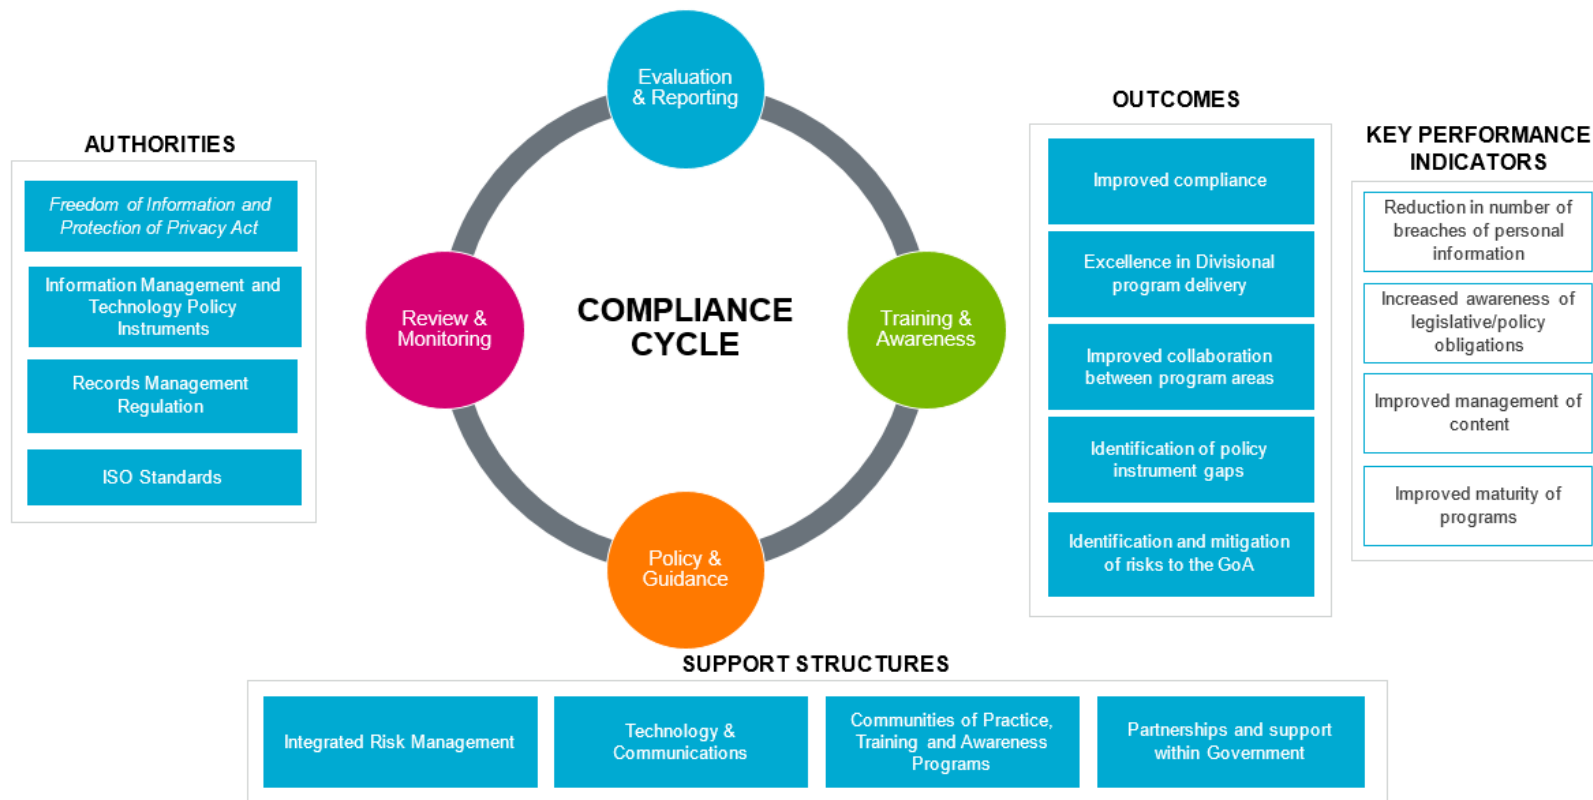 AUTHORITIES
Freedom of Information and
Protection of Privacy Act
Information Management and
Technology Policy
Instruments
Records Management
Regulation
ISO Standards
Evaluation
& Reporting
Review &
Monitoring
COMPLIANCE
CYCLE
Training &
Awareness
Policy &
Guidance
OUTCOMES
Improved compliance
Excellence in Divisional
program delivery
Improved collaboration
between program areas
Identification of policy
instrument gaps
Identification and mitigation
of risks to the GoA
KEY PERFORMANCE
INDICATORS
Reduction in number of
breaches of personal
information
Increased awareness of
legislative/policy
obligations
Improved management of
content
Improved maturity of
programs
SUPPORT STRUCTURES
Integrated Risk Management
Technology &
Communications
Communities of Practice,
Training and Awareness
Programs
Partnerships and support
within Government